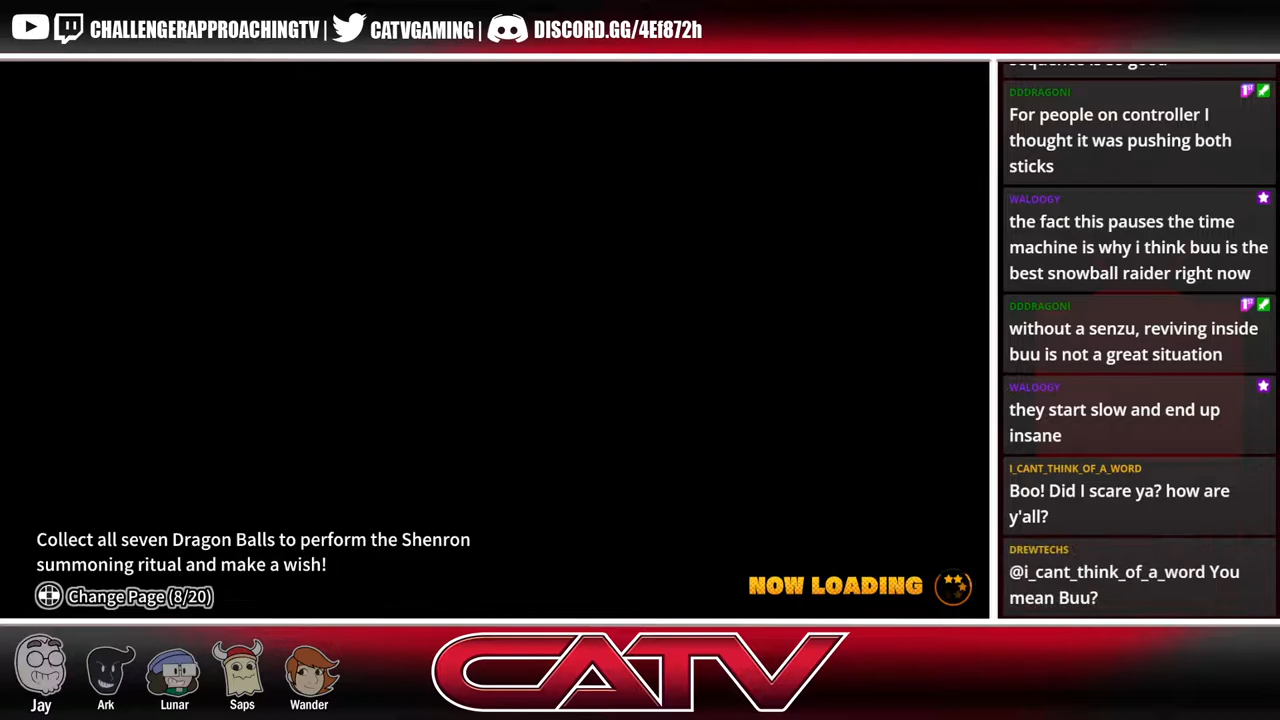 CHALLENGERAPPROACHINGTV | CATVGAMING | DISCORD.GG/4Ef872h
DDDRAGONI
For people on controller I
thought it was pushing both
sticks
WALOOGY
the fact this pauses the time
machine is why i think buu is the
best snowball raider right now
DDDRAGONI
without a senzu, reviving inside
buu is not a great situation
WALOOGY
they start slow and end up
insane
I_CANT_THINK_OF_A_WORD
Boo! Did I scare ya? how are
y'all?
DREWTECHS
@i_cant_think_of_a_word You
mean Buu?
Collect all seven Dragon Balls to perform the Shenron
summoning ritual and make a wish!
Change Page (8/20)
NOW LOADING
Jay Ark Lunar Saps Wander
CATV